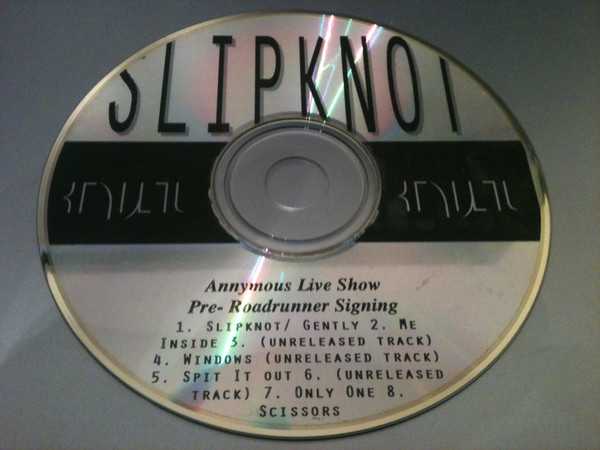 SLIPKNOT
Annymous Live Show
Pre- Roadrunner Signing
1. Slipknot/ Gently 2. Me
Inside 3. (unreleased track)
4. Windows (unreleased track)
5. Spit It out 6. (unreleased
track) 7. Only One 8.
Scissors